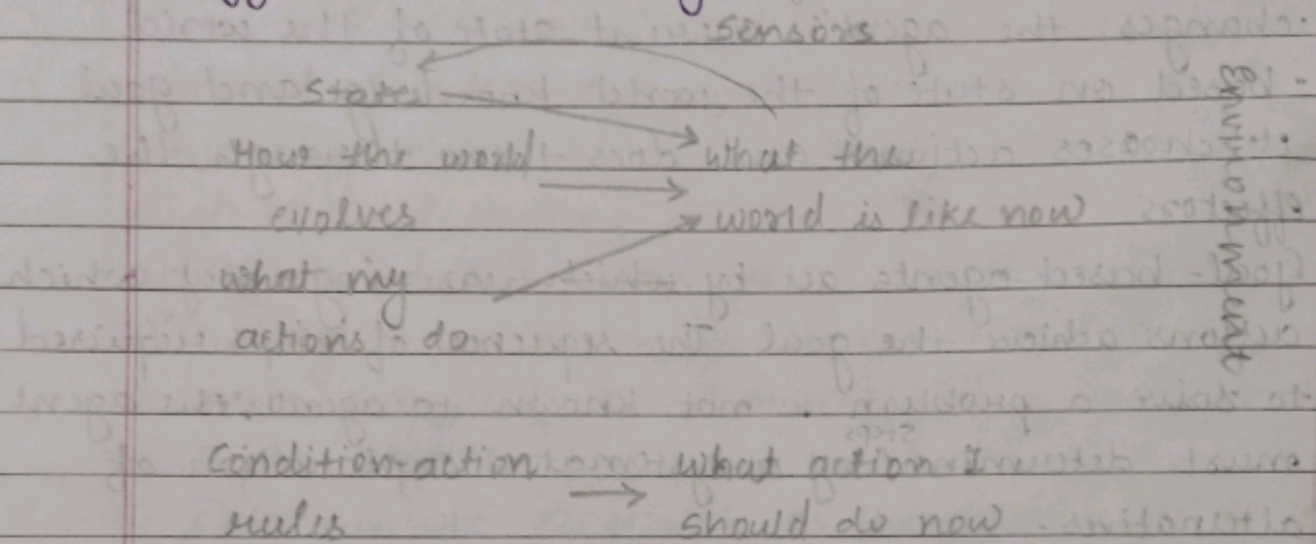 sensors
State
How the world what the
evolves world is like now
what my
actions do
Condition-action what action I
rules should do now
Environment